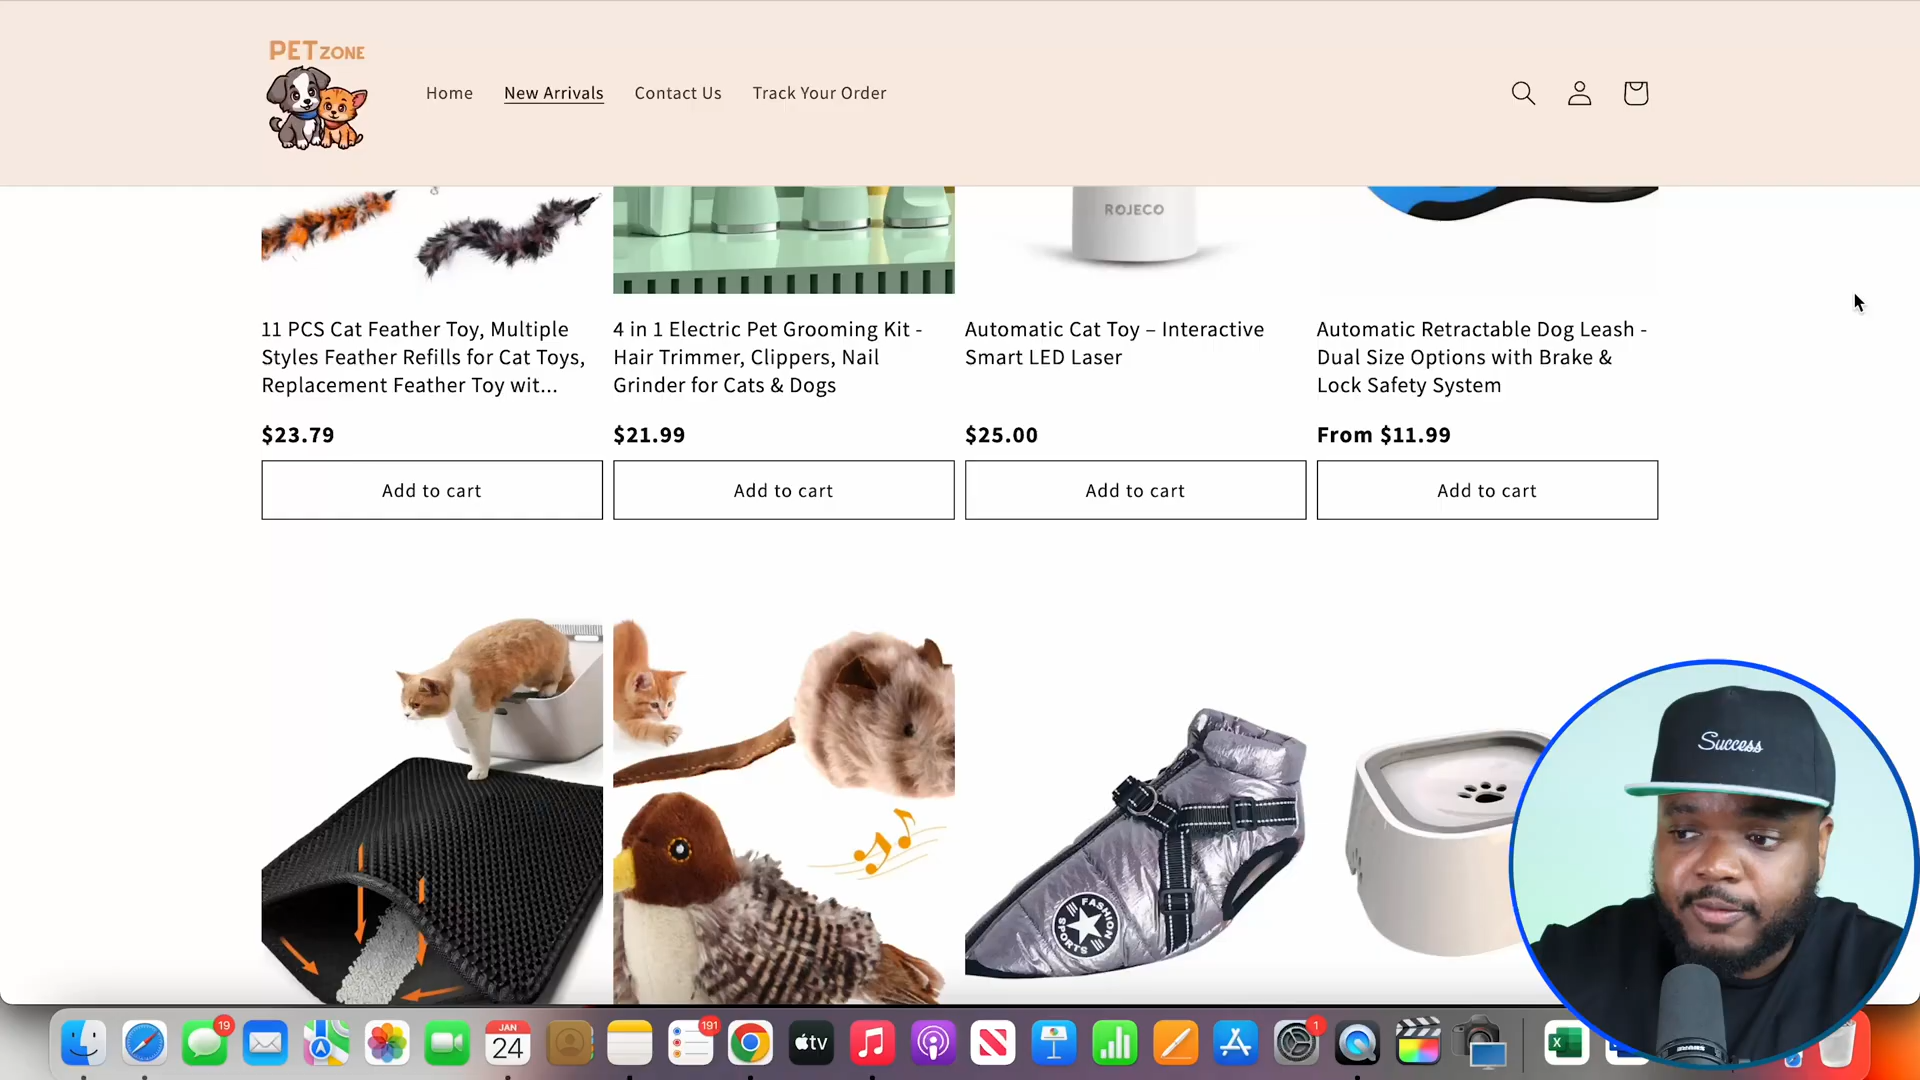 PET ZONE
Home
New Arrivals
Contact Us
Track Your Order
ROJECO
11 PCS Cat Feather Toy, Multiple
Styles Feather Refills for Cat Toys,
Replacement Feather Toy wit...
$23.79
Add to cart
4 in 1 Electric Pet Grooming Kit -
Hair Trimmer, Clippers, Nail
Grinder for Cats & Dogs
$21.99
Add to cart
Automatic Cat Toy – Interactive
Smart LED Laser
$25.00
Add to cart
Automatic Retractable Dog Leash -
Dual Size Options with Brake &
Lock Safety System
From $11.99
Add to cart
FASHION
SPORTS
Success
SHURE
19
JAN
24
191
tv
1
X